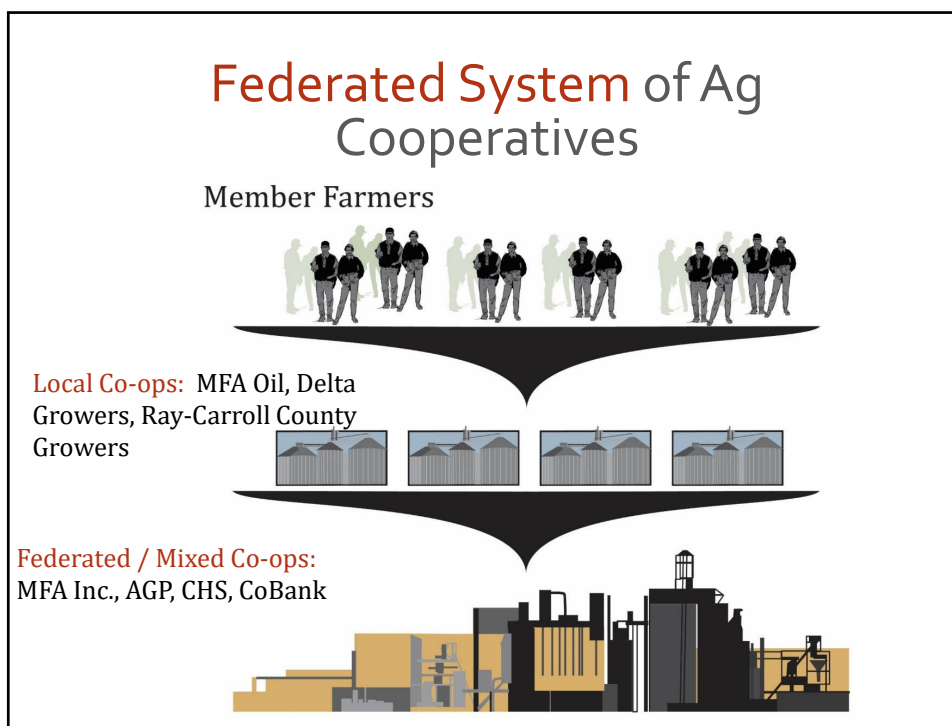 Federated System of Ag
Cooperatives
Member Farmers
Local Co-ops: MFA Oil, Delta
Growers, Ray-Carroll County
Growers
Federated / Mixed Co-ops:
MFA Inc., AGP, CHS, CoBank